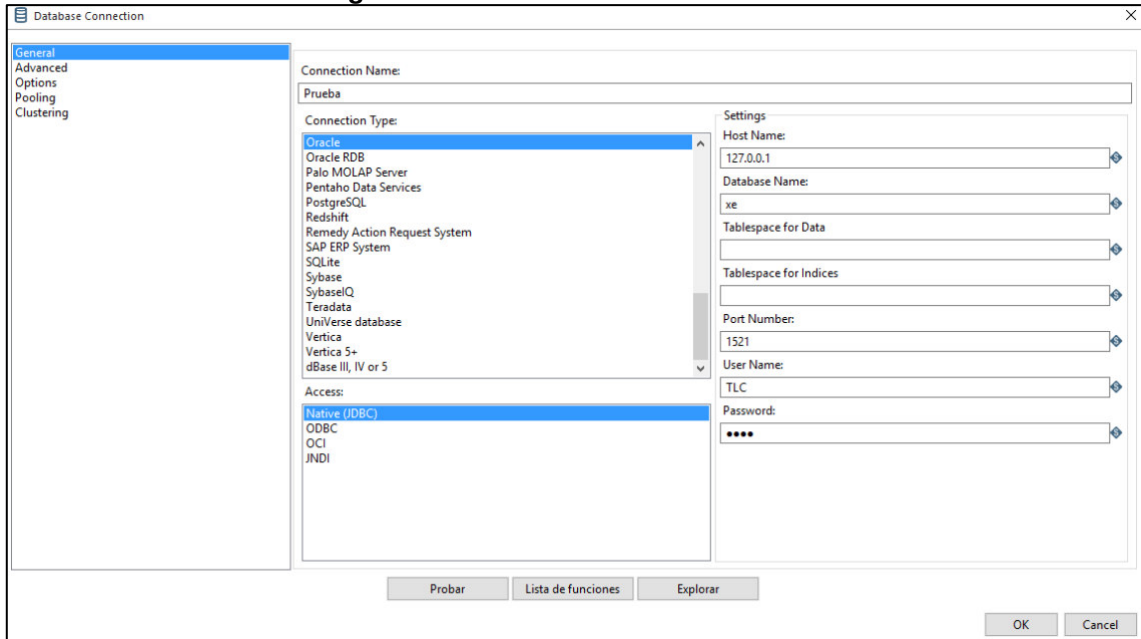 Database Connection
General
Advanced
Options
Pooling
Clustering
Connection Name:
Prueba
Connection Type:
Oracle
Oracle RDB
Palo MOLAP Server
Pentaho Data Services
PostgreSQL
Redshift
Remedy Action Request System
SAP ERP System
SQLite
Sybase
SybaseIQ
Teradata
UniVerse database
Vertica
Vertica 5+
dBase III, IV or 5
Access:
Native (JDBC)
ODBC
OCI
JNDI
Settings
Host Name:
127.0.0.1
Database Name:
xe
Tablespace for Data
Tablespace for Indices
Port Number:
1521
User Name:
TLC
Password:
●●●●
Probar
Lista de funciones
Explorar
OK
Cancel